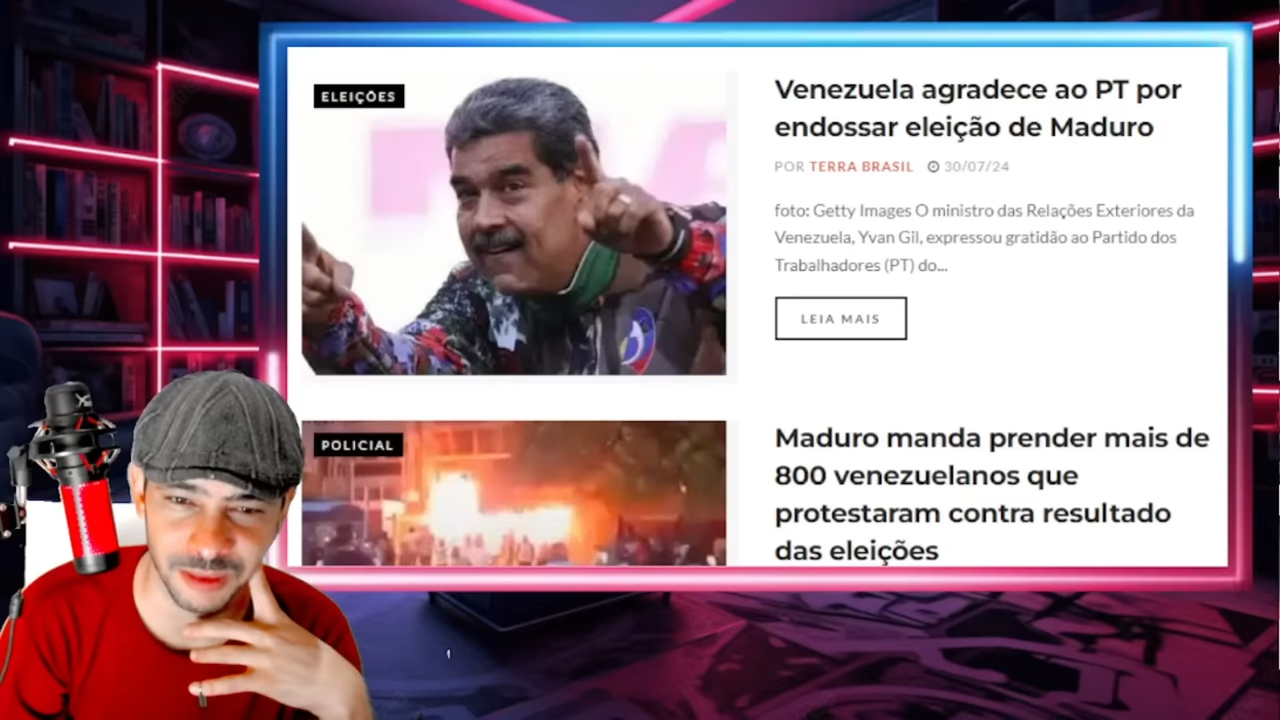 ELEIÇÕES
Venezuela agradece ao PT por
endossar eleição de Maduro
POR TERRA BRASIL 30/07/24
foto: Getty Images O ministro das Relações Exteriores da
Venezuela, Yvan Gil, expressou gratidão ao Partido dos
Trabalhadores (PT) do...
LEIA MAIS
POLICIAL
Maduro manda prender mais de
800 venezuelanos que
protestaram contra resultado
das eleições